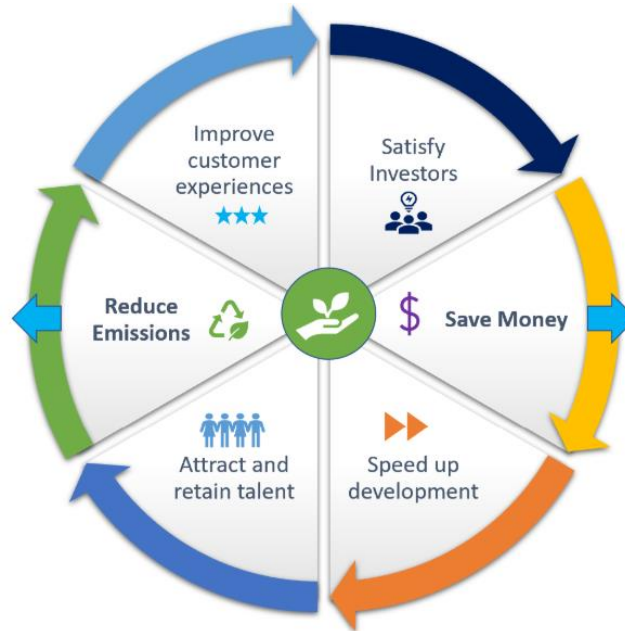 Improve
customer
experiences
Satisfy
Investors
Reduce
Emissions
$ Save Money
Attract and
retain talent
Speed up
development